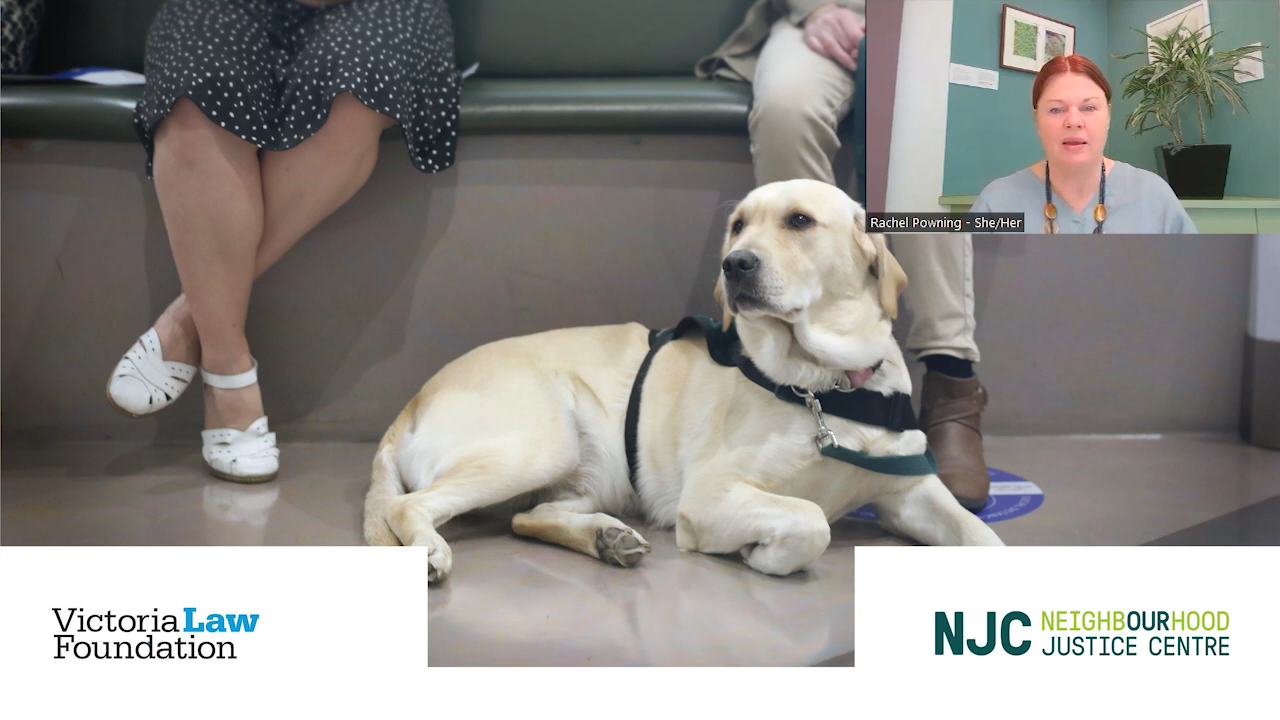 Rachel Powning - She/Her
Victoria Law
Foundation
NJC NEIGHBOURHOOD
JUSTICE CENTRE